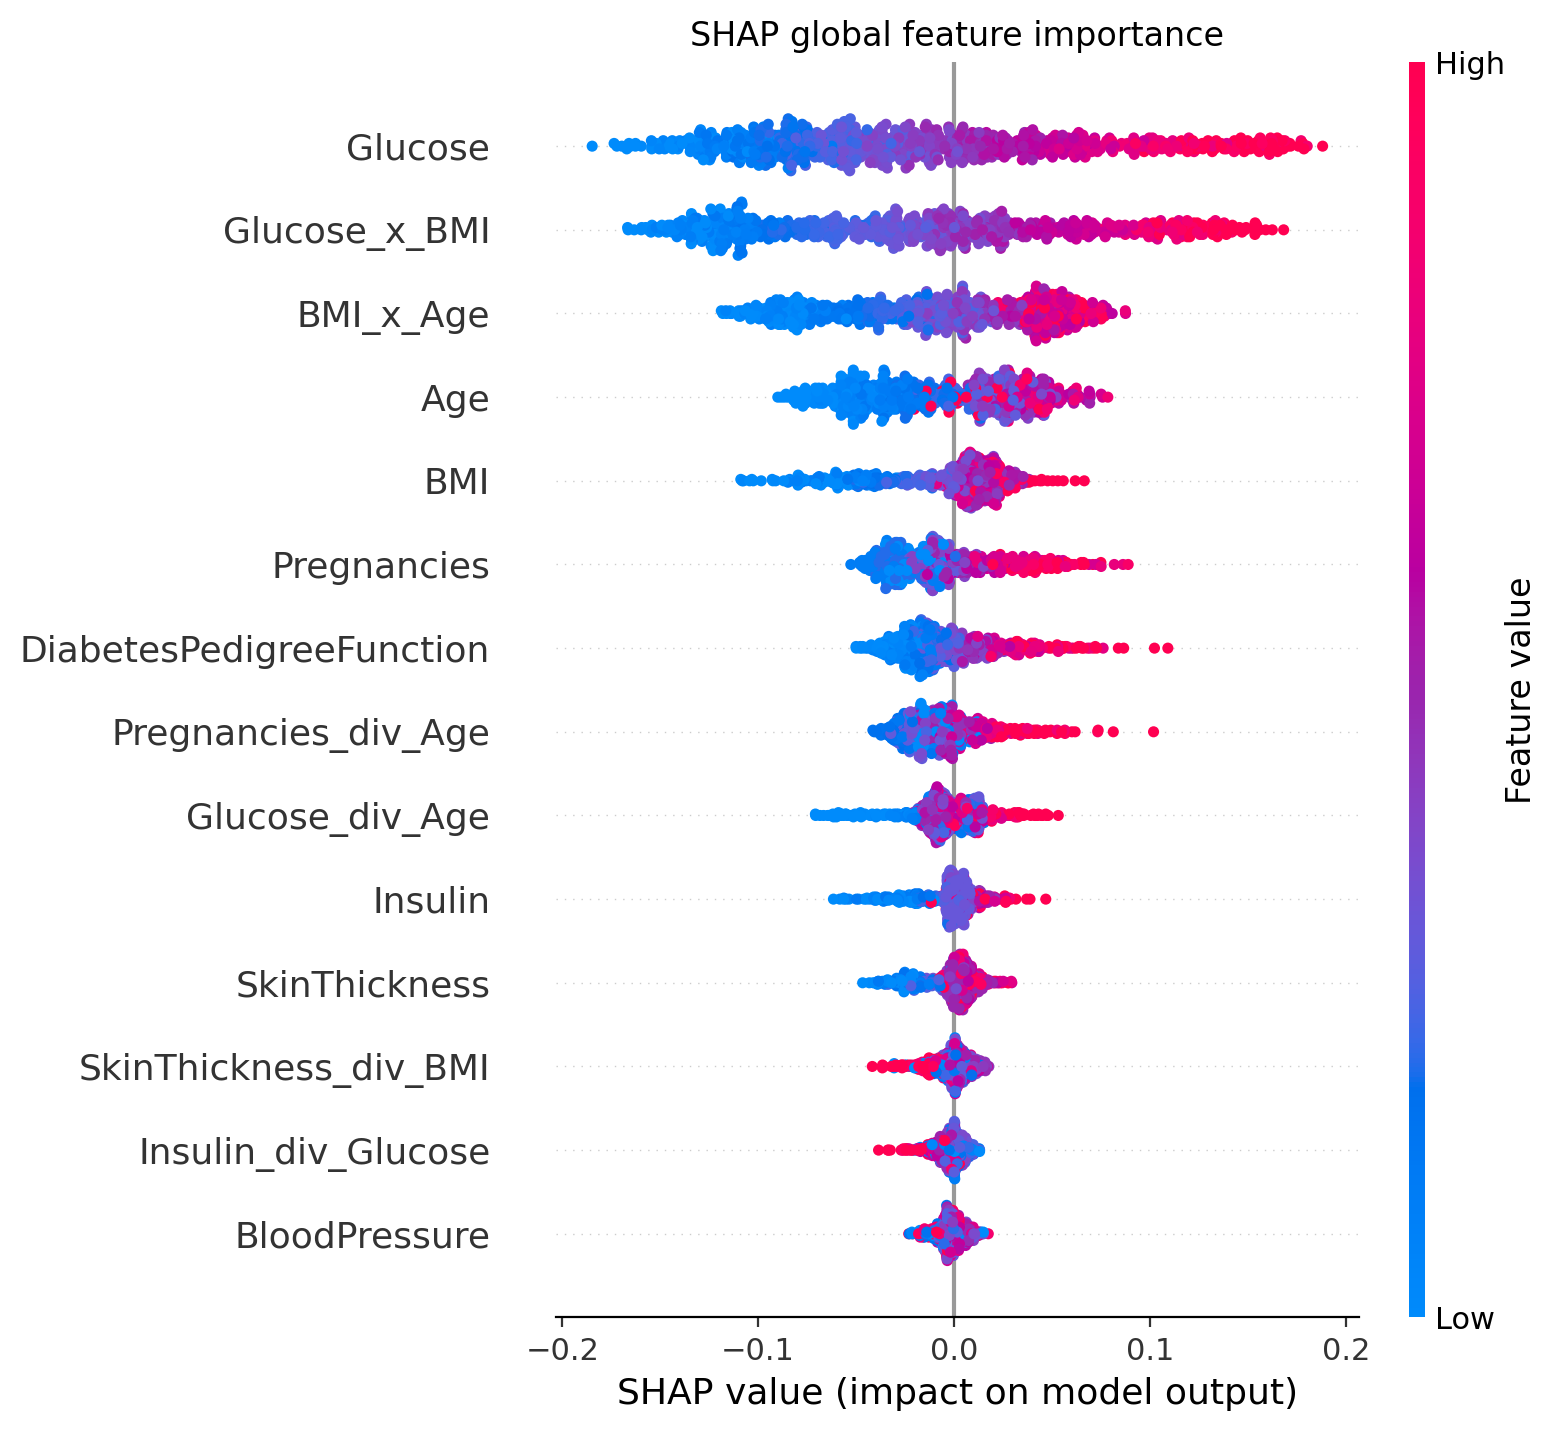 SHAP global feature importance
High
Glucose
Glucose_x_BMI
BMI_x_Age
Age
BMI
Pregnancies
DiabetesPedigreeFunction
Pregnancies_div_Age
Glucose_div_Age
Insulin
SkinThickness
SkinThickness_div_BMI
Insulin_div_Glucose
BloodPressure
Feature value
Low
−0.2 −0.1 0.0 0.1 0.2
SHAP value (impact on model output)